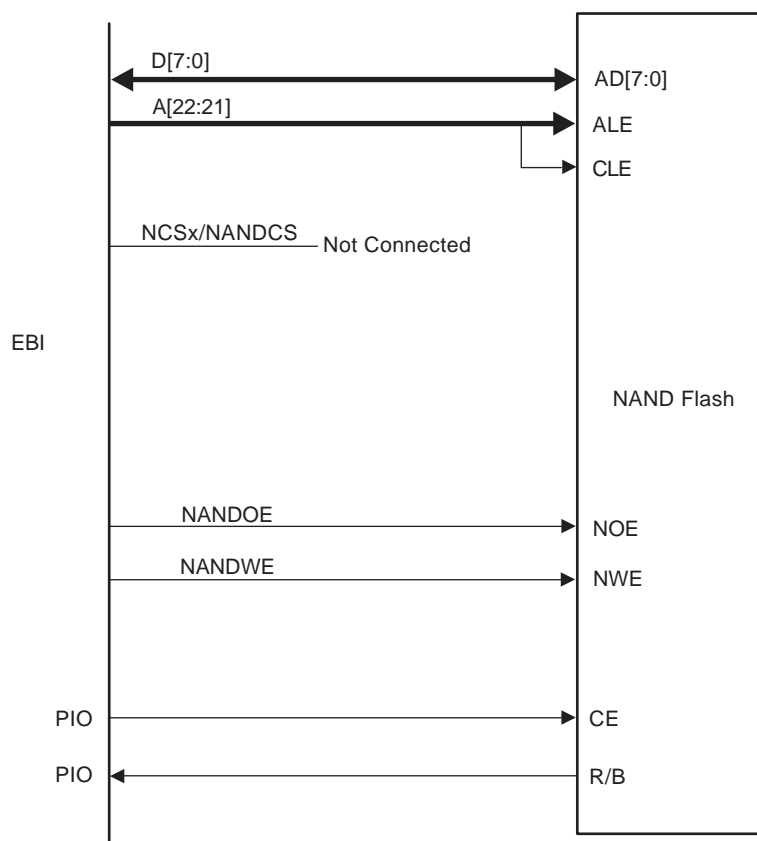 D[7:0]
AD[7:0]
A[22:21]
ALE
CLE
NCSx/NANDCS
Not Connected
EBI
NAND Flash
NANDOE
NOE
NANDWE
NWE
PIO
CE
PIO
R/B